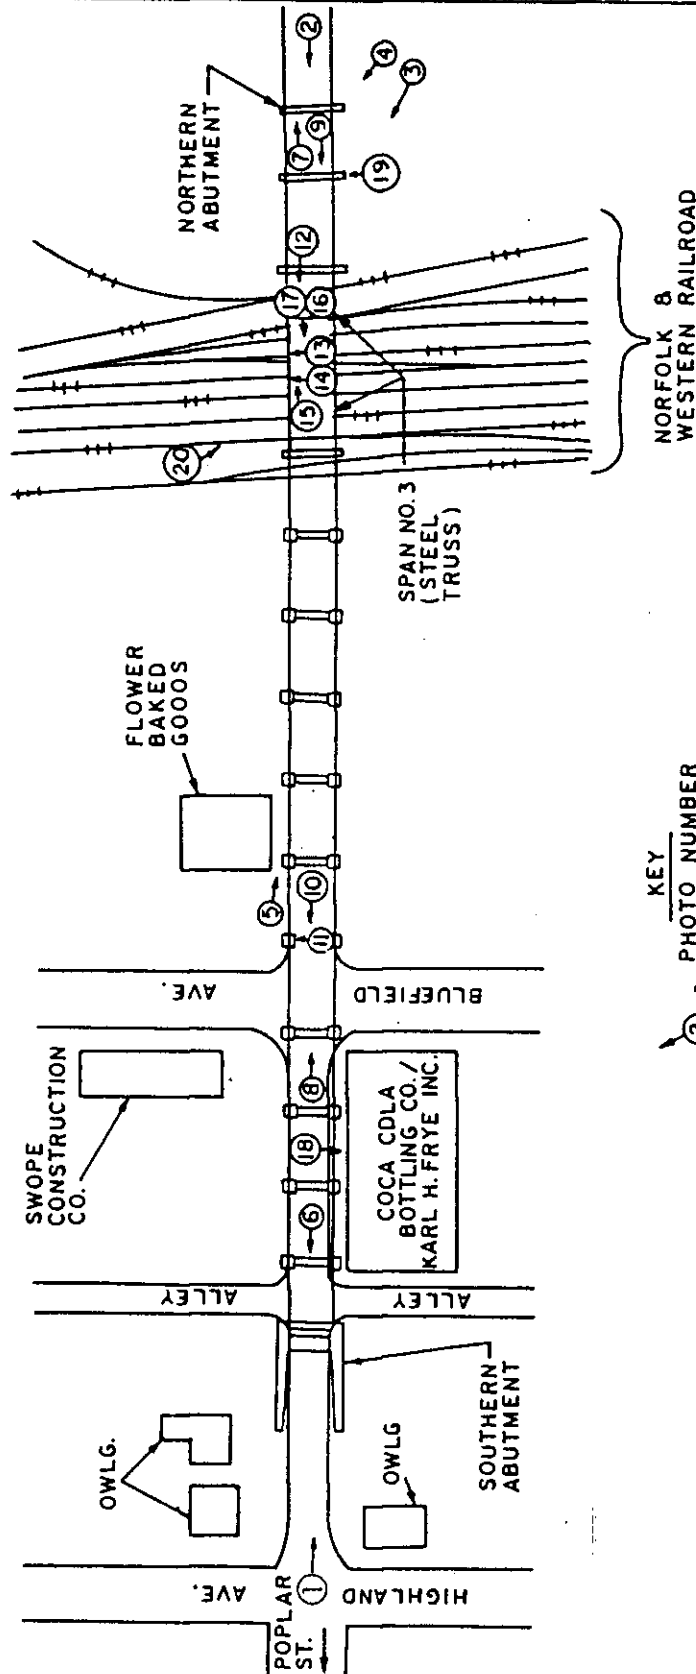 NORTHERN
ABUTMENT
2
4
3
9
7
19
12
17
16
13
14
15
20
NORFOLK &
WESTERN RAILROAD
SPAN NO. 3
(STEEL
TRUSS)
FLOWER
BAKED
GOOOS
5
10
11
AVE.
BLUEFIELD
KEY
PHOTO NUMBER
SWOPE
CONSTRUCTION
CO.
8
18
6
COCA CDLA
BOTTLING CO./
KARL H. FRYE INC.
ALLEY
ALLEY
OWLG.
OWLG
SOUTHERN
ABUTMENT
AVE.
HIGHLAND
POPLAR
ST.
1